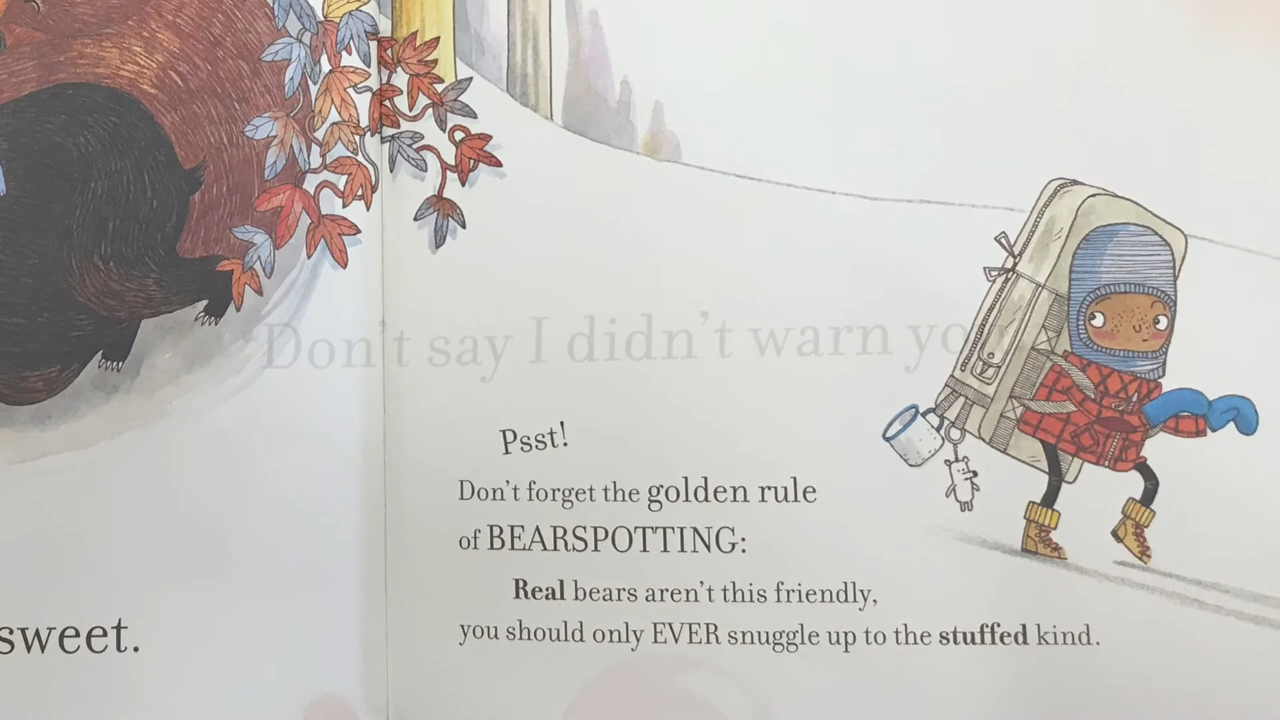 Don't say I didn't warn yo
Psst!
Don't forget the golden rule
of BEARSPOTTING:
Real bears aren't this friendly,
you should only EVER snuggle up to the stuffed kind.
sweet.